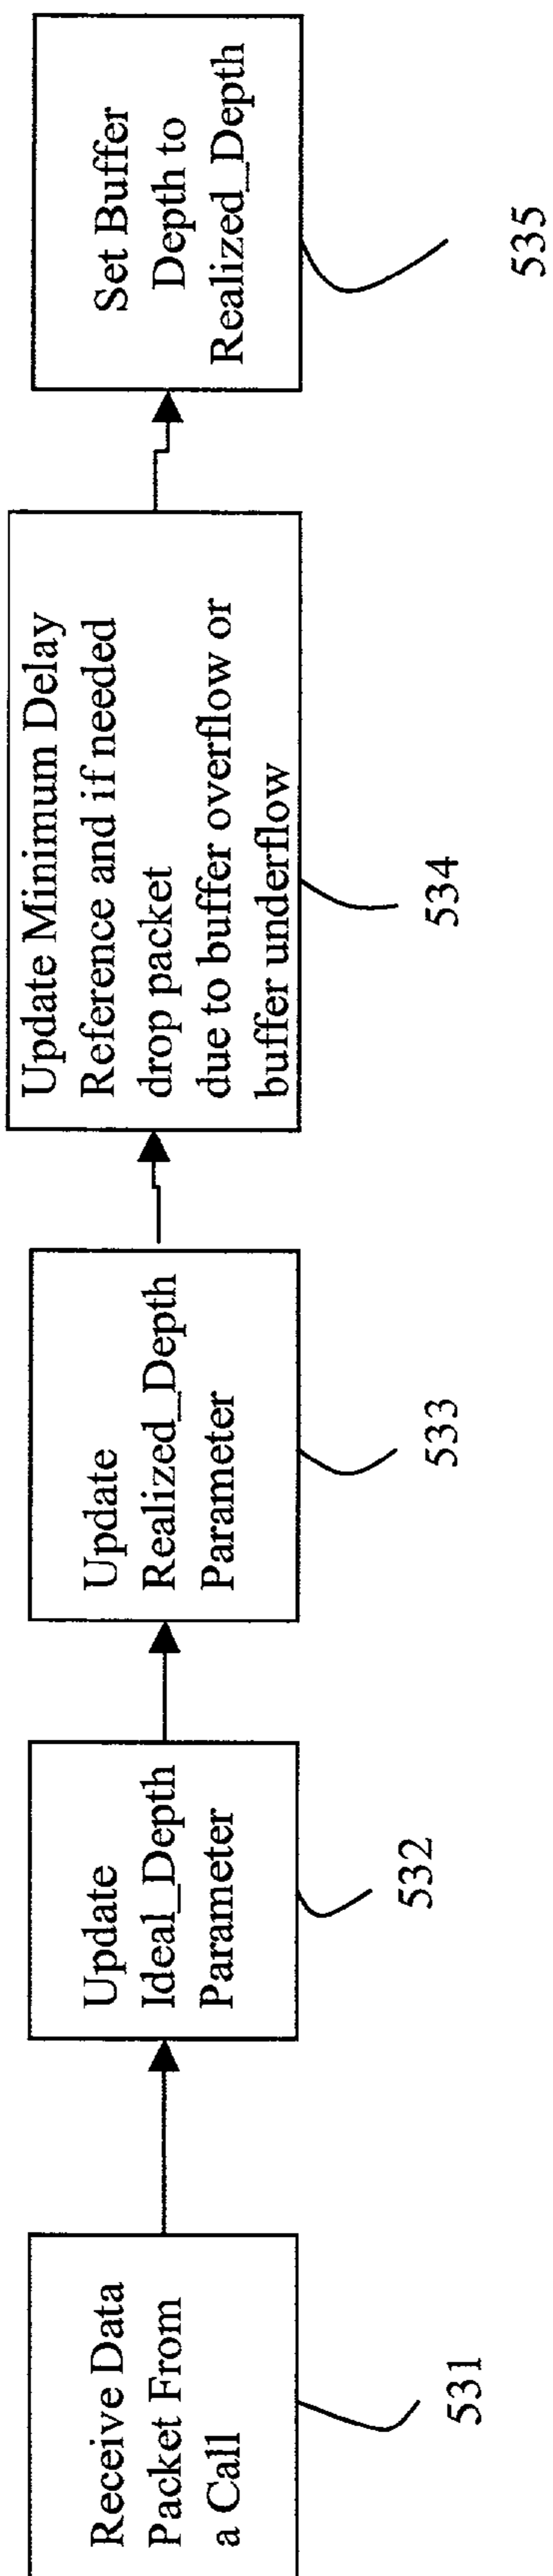 Receive Data
Packet From
a Call
531
Update
Ideal_Depth
Parameter
532
Update
Realized_Depth
Parameter
533
Update Minimum Delay
Reference and if needed
drop packet
due to buffer overflow or
buffer underflow
534
Set Buffer
Depth to
Realized_Depth
535